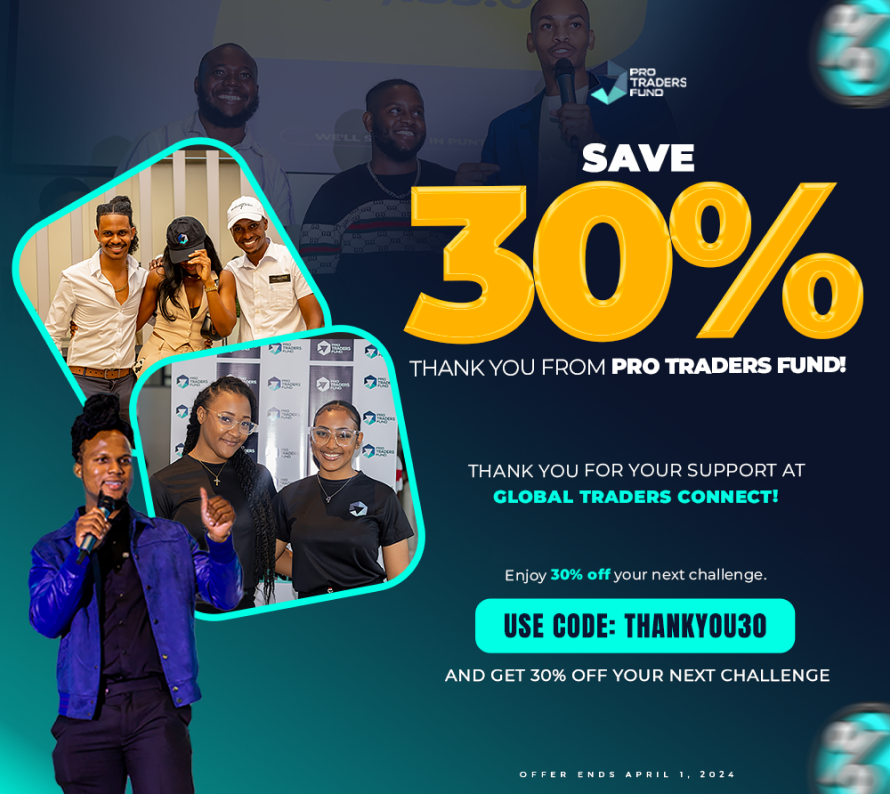 PRO
TRADERS
FUND
SAVE
30%
THANK YOU FROM PRO TRADERS FUND!
THANK YOU FOR YOUR SUPPORT AT
GLOBAL TRADERS CONNECT!
Enjoy 30% off your next challenge.
USE CODE: THANKYOU30
AND GET 30% OFF YOUR NEXT CHALLENGE
OFFER ENDS APRIL 1, 2024